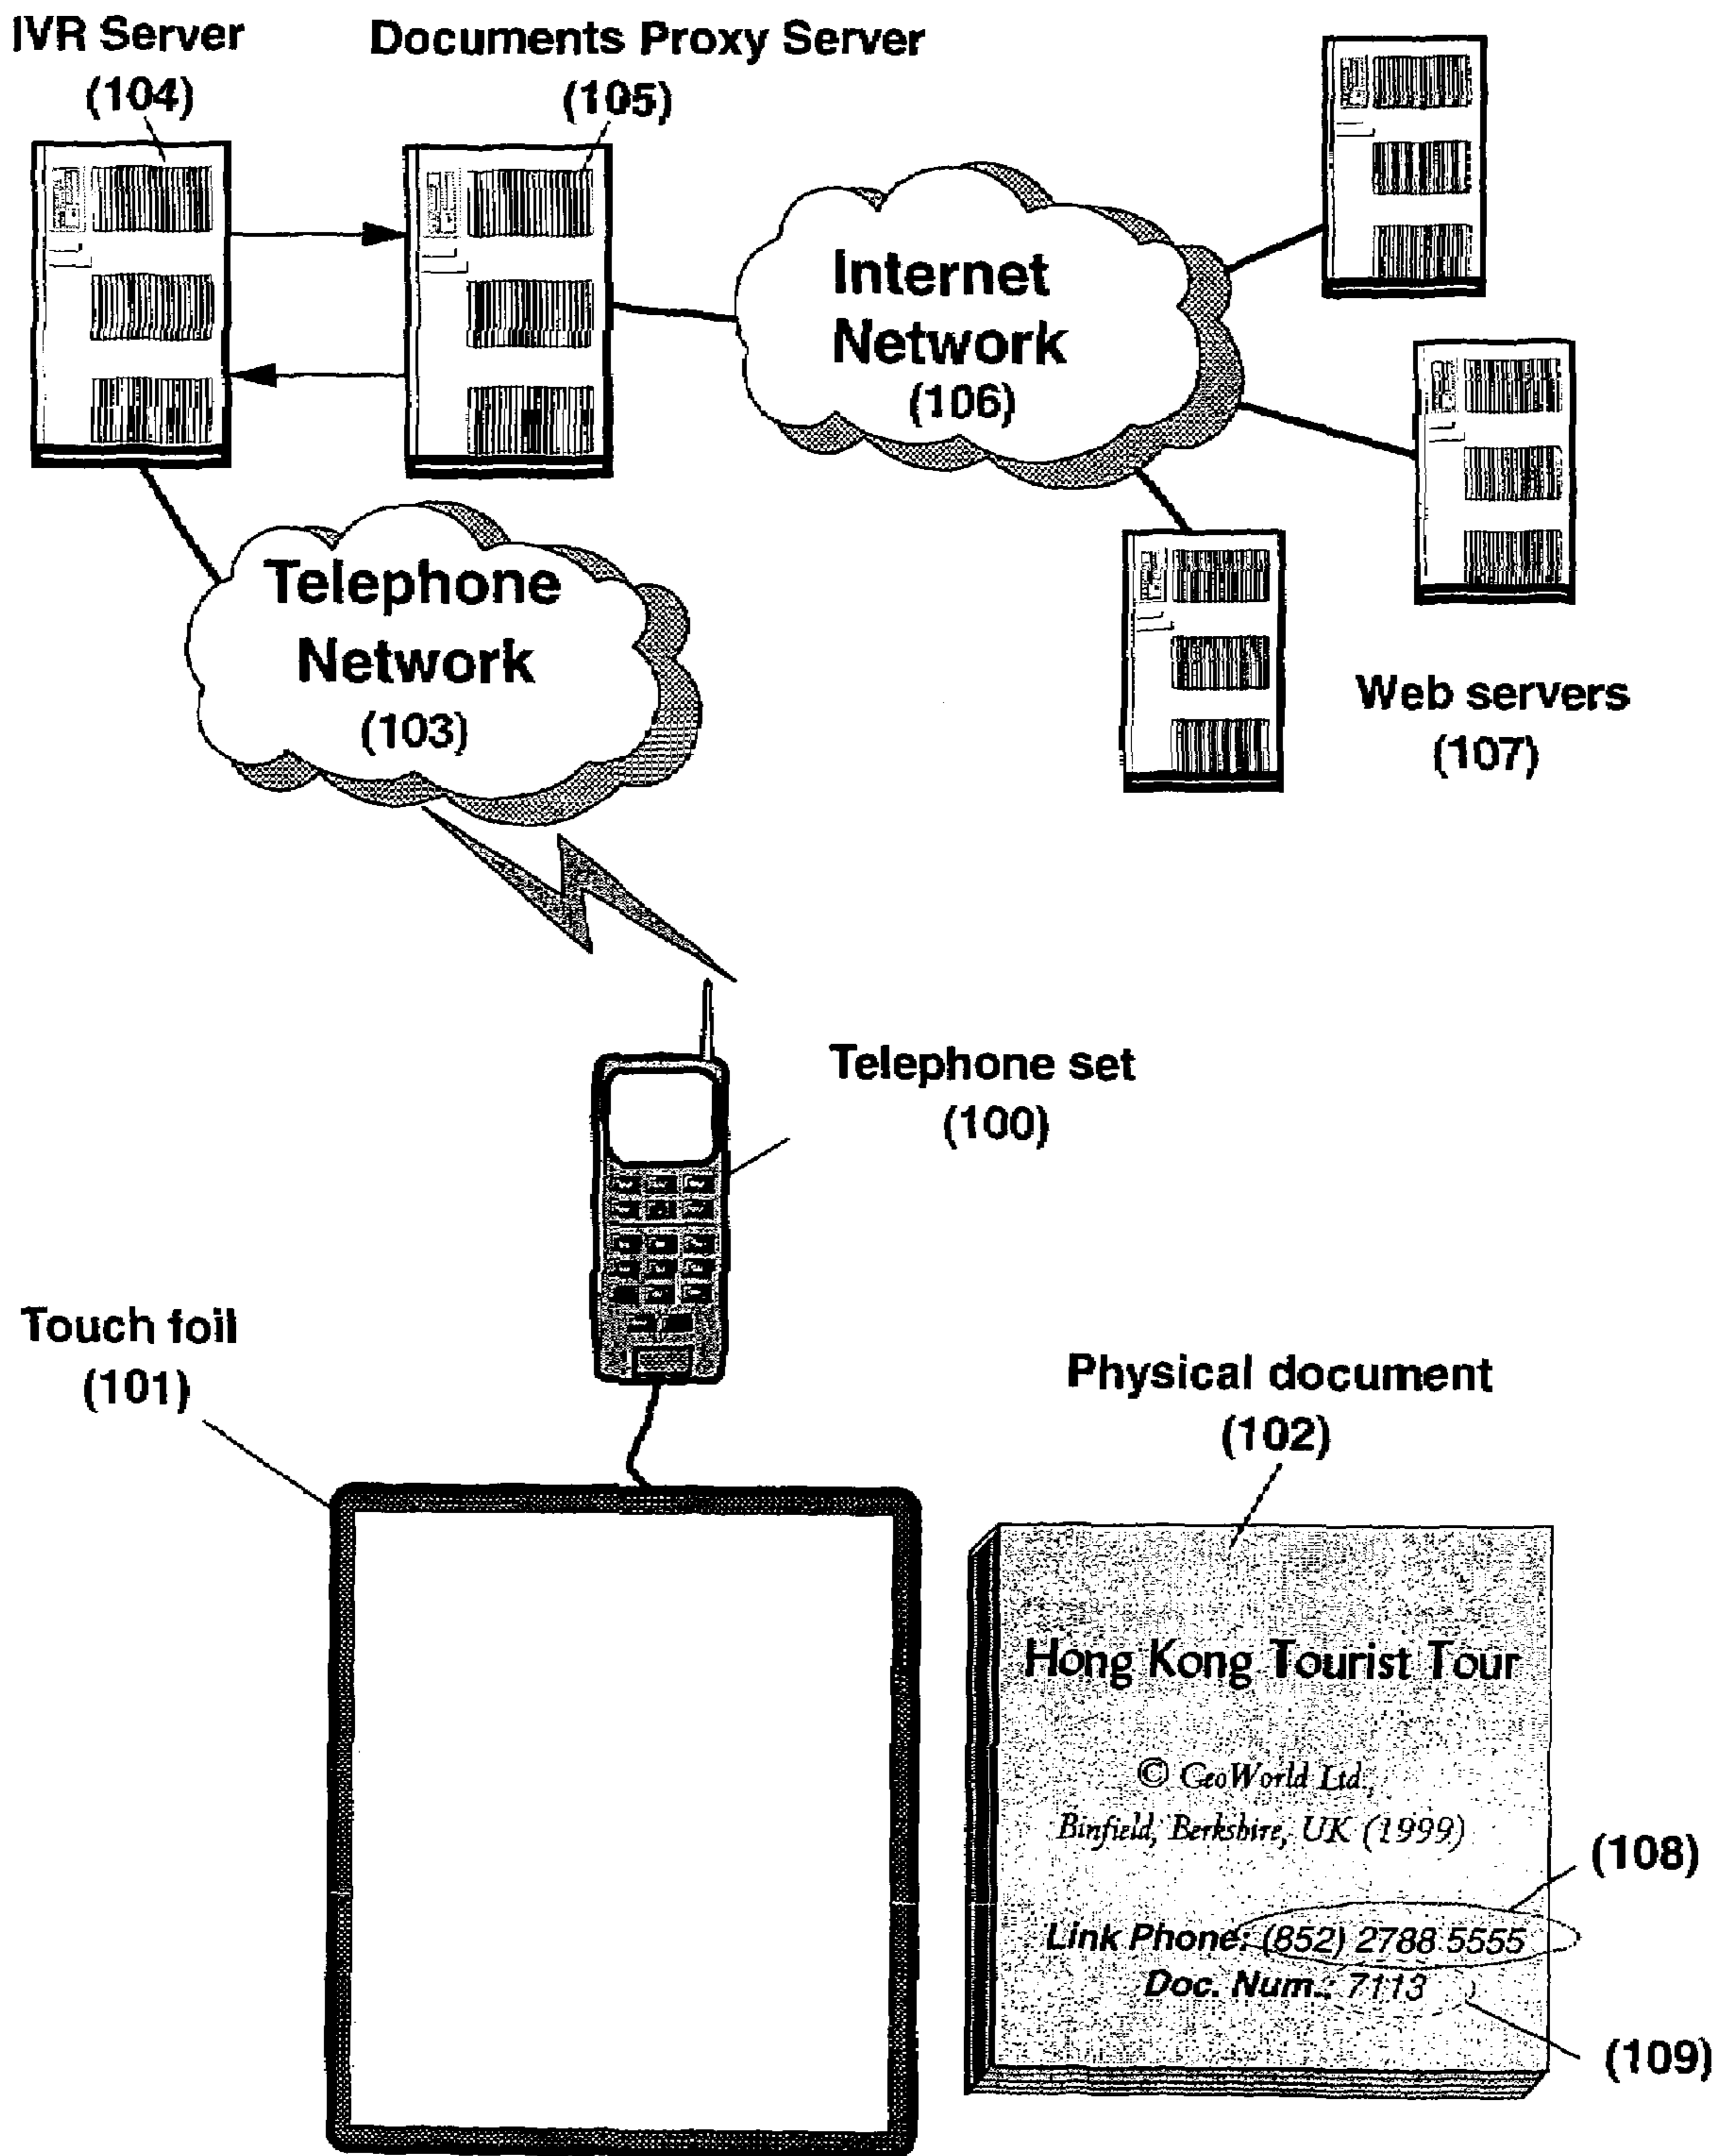 IVR Server
(104)
Documents Proxy Server
(105)
Internet
Network
(106)
Telephone
Network
(103)
Web servers
(107)
Telephone set
(100)
Touch foil
(101)
Physical document
(102)
Hong Kong Tourist Tour
© GeoWorld Ltd.,
Binfield, Berkshire, UK (1999)
(108)
Link Phone: (852) 2788 5555
Doc. Num.: 7113
(109)